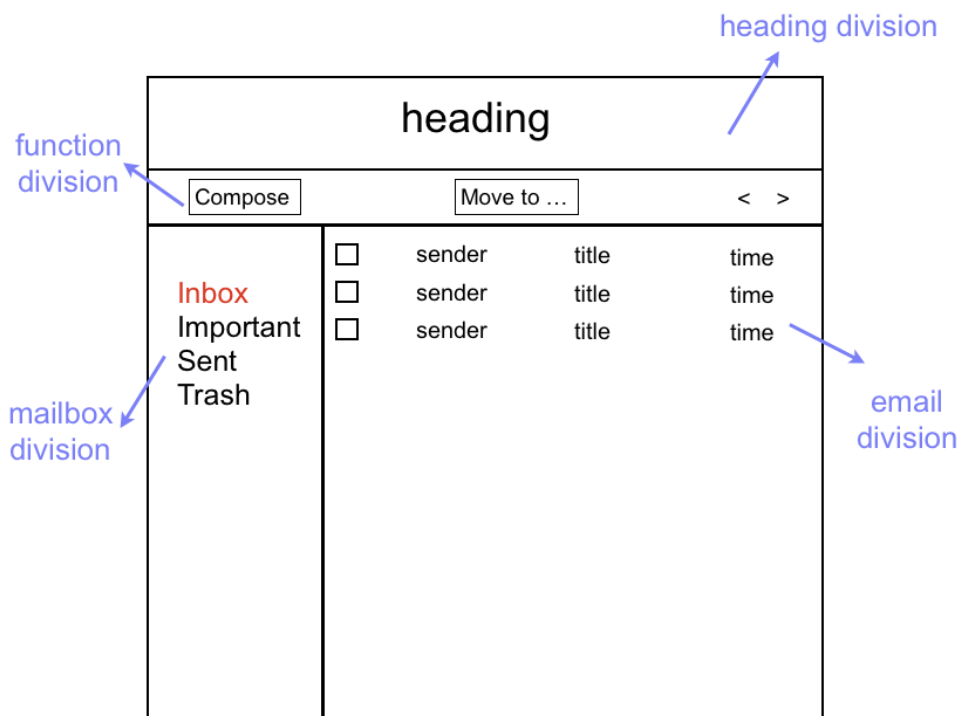 heading division
heading
function
division
Compose
Move to ...
< >
sender title time
Inbox
sender title time
Important
sender title time
Sent
Trash
mailbox
division
email
division